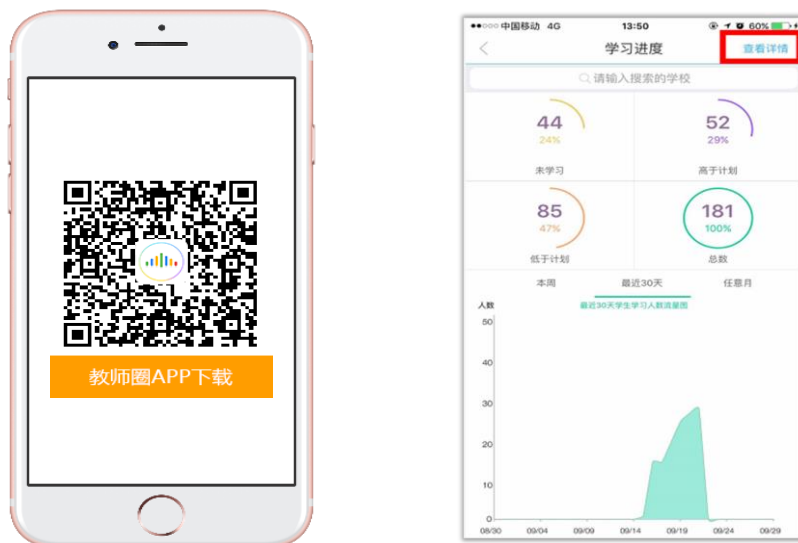 教师圈APP下载
中国移动 4G 13:50 60%
学习进度 查看详情
请输入搜索的学校
44 52
24% 29%
未学习 高于计划
85 181
47% 100%
低于计划 总数
本周 最近30天 任意月
人数 最近30天学生学习人数流量图
50
40
30
20
10
0
08/30 09/04 09/09 09/14 09/19 09/24 09/29